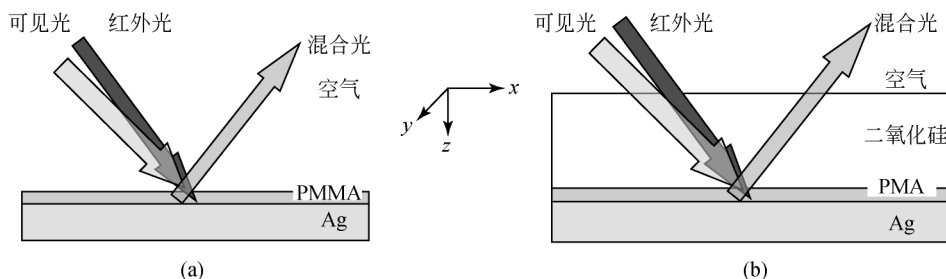 可见光 红外光
混合光
空气
PMMA
Ag
(a)
x
y
z
可见光 红外光
混合光
空气
二氧化硅
PMA
Ag
(b)